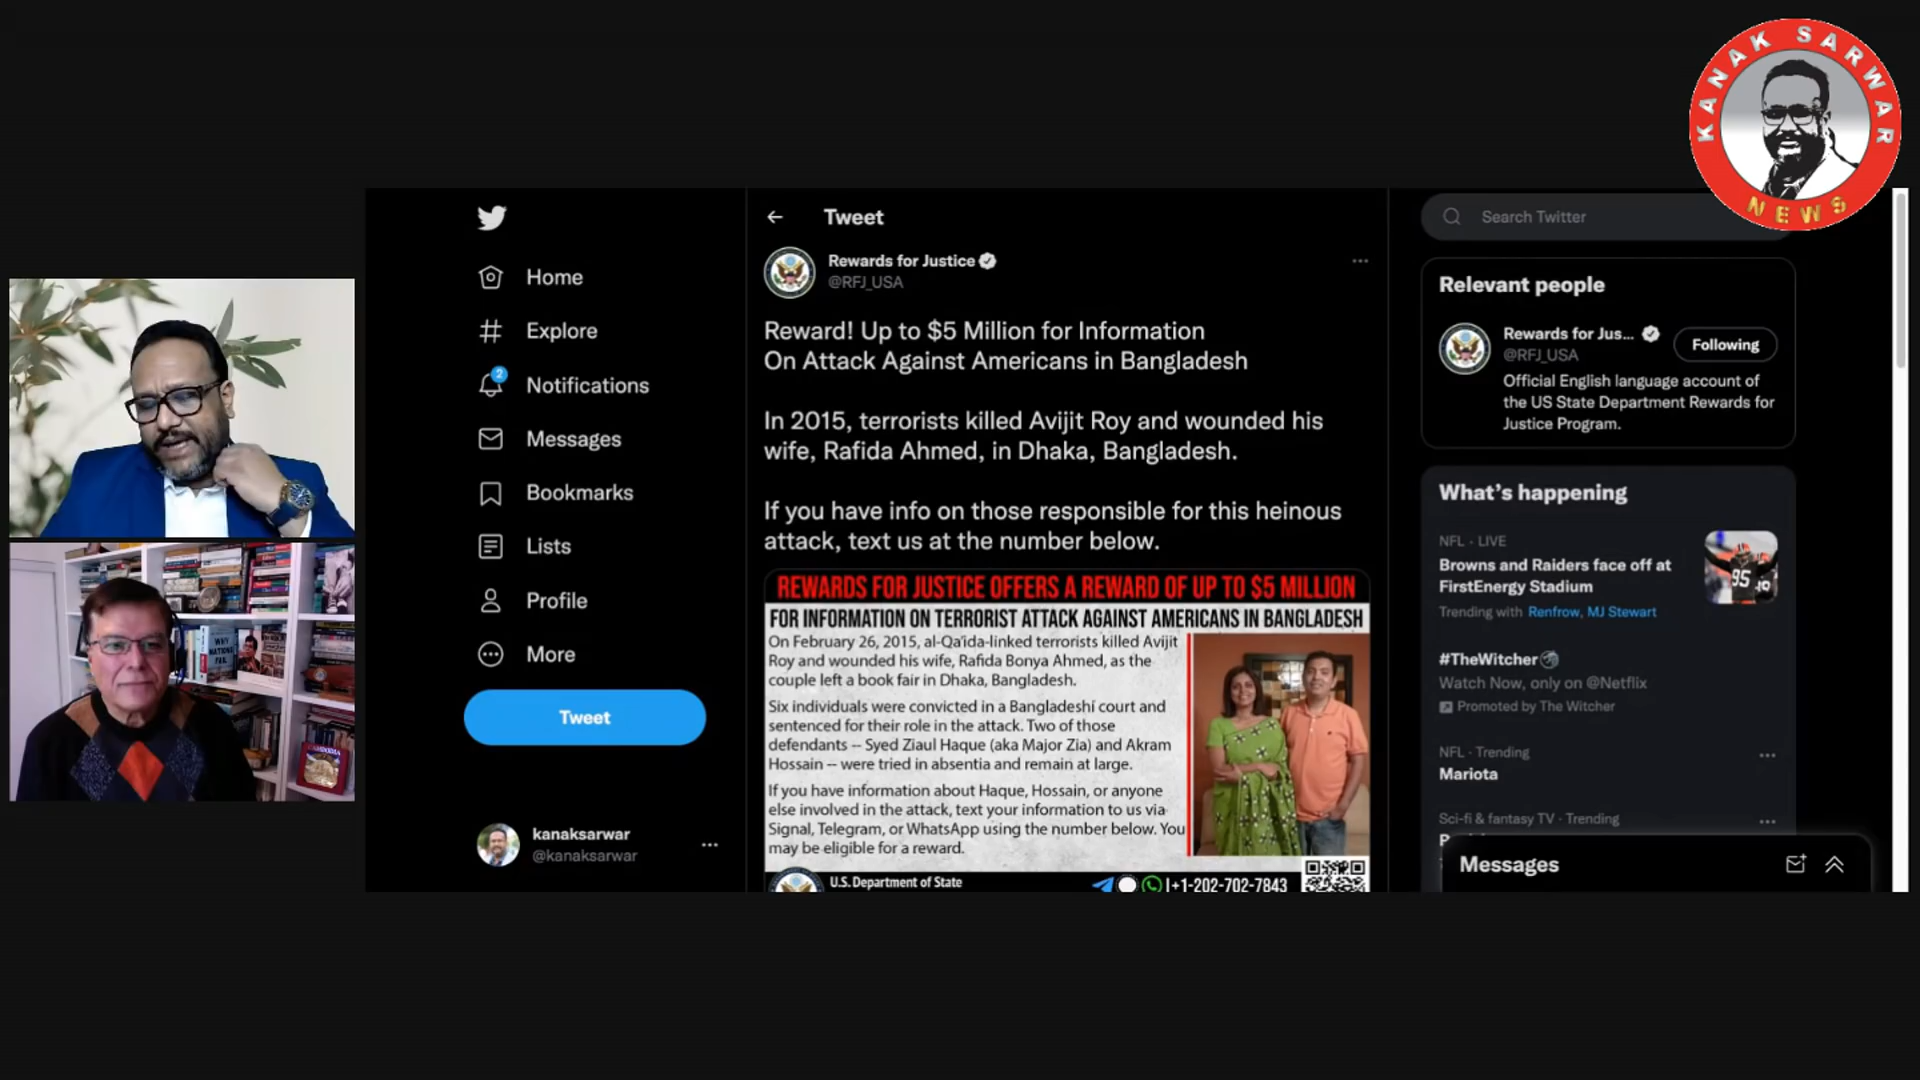 KANAK SARWAR
NEWS
Home
Explore
2
Notifications
Messages
Bookmarks
Lists
Profile
More
Tweet
kanaksarwar
@kanaksarwar
Tweet
Rewards for Justice
@RFJ_USA
Reward! Up to $5 Million for Information
On Attack Against Americans in Bangladesh
In 2015, terrorists killed Avijit Roy and wounded his
wife, Rafida Ahmed, in Dhaka, Bangladesh.
If you have info on those responsible for this heinous
attack, text us at the number below.
REWARDS FOR JUSTICE OFFERS A REWARD OF UP TO $5 MILLION
FOR INFORMATION ON TERRORIST ATTACK AGAINST AMERICANS IN BANGLADESH
On February 26, 2015, al-Qa'ida-linked terrorists killed Avijit
Roy and wounded his wife, Rafida Bonya Ahmed, as the
couple left a book fair in Dhaka, Bangladesh.
Six individuals were convicted in a Bangladeshi court and
sentenced for their role in the attack. Two of those
defendants -- Syed Ziaul Haque (aka Major Zia) and Akram
Hossain -- were tried in absentia and remain at large.
If you have information about Haque, Hossain, or anyone
else involved in the attack, text your information to us via
Signal, Telegram, or WhatsApp using the number below. You
may be eligible for a reward.
U.S. Department of State
+1-202-702-7843
Search Twitter
Relevant people
Rewards for Jus...
@RFJ_USA
Following
Official English language account of
the US State Department Rewards for
Justice Program.
What's happening
NFL · LIVE
Browns and Raiders face off at
FirstEnergy Stadium
Trending with Renfrow, MJ Stewart
95
#TheWitcher
Watch Now, only on @Netflix
Promoted by The Witcher
NFL · Trending
Mariota
Sci-fi & fantasy TV · Trending
Messages
WHY
NATIONS
FAIL
CAMBODIA